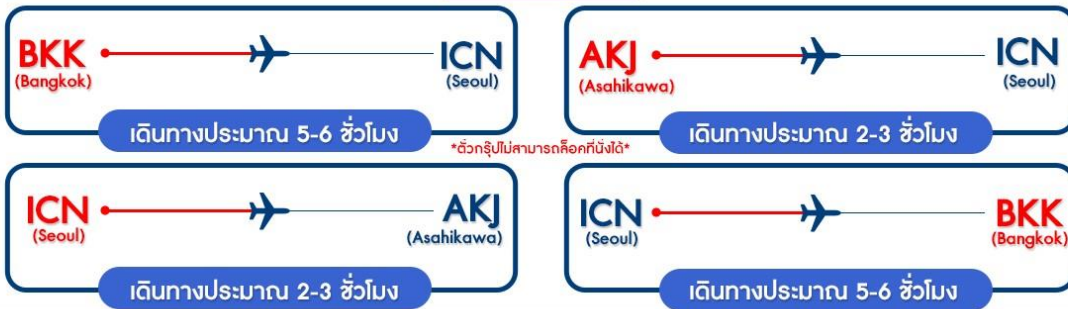 BKK
(Bangkok)
ICN
(Seoul)
เดินทางประมาณ 5-6 ชั่วโมง
AKJ
(Asahikawa)
ICN
(Seoul)
เดินทางประมาณ 2-3 ชั่วโมง
*ตั๋วกรุ๊ปไม่สามารถล็อคที่นั่งได้*
ICN
(Seoul)
AKJ
(Asahikawa)
เดินทางประมาณ 2-3 ชั่วโมง
ICN
(Seoul)
BKK
(Bangkok)
เดินทางประมาณ 5-6 ชั่วโมง